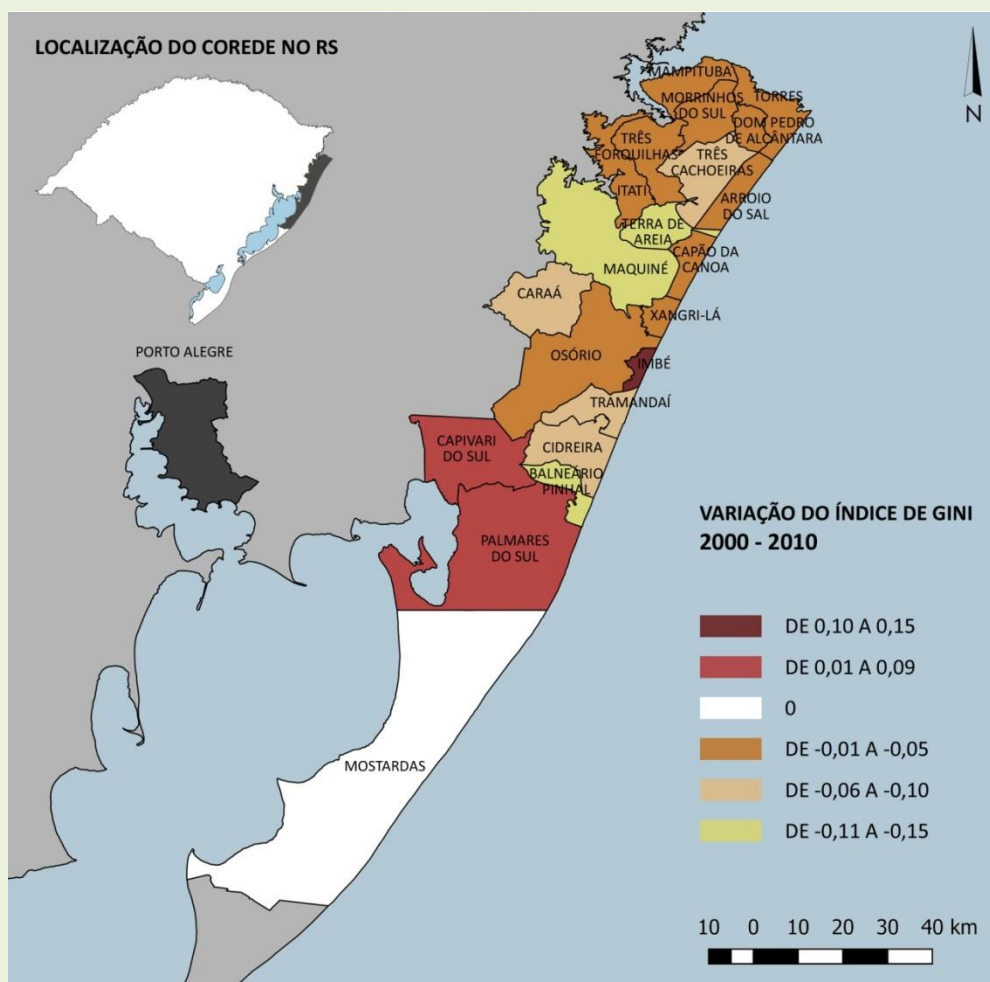 LOCALIZAÇÃO DO COREDE NO RS
N
MAMPITUBA
MORRINHOS
DO SUL
TORRES
DOM PEDRO
DE ALCÂNTARA
TRÊS
FORQUILHAS
TRÊS
CACHOEIRAS
ITATI
ARROIO
DO SAL
TERRA DE
AREIA
CAPÃO DA
CANOA
MAQUINÉ
CARAÁ
XANGRI-LÁ
OSÓRIO
IMBÉ
PORTO ALEGRE
TRAMANDAÍ
CAPIVARI
DO SUL
CIDREIRA
BALNEÁRIO
PINHAL
PALMARES
DO SUL
MOSTARDAS
VARIAÇÃO DO ÍNDICE DE GINI
2000 - 2010
DE 0,10 A 0,15
DE 0,01 A 0,09
0
DE -0,01 A -0,05
DE -0,06 A -0,10
DE -0,11 A -0,15
10 0 10 20 30 40 km